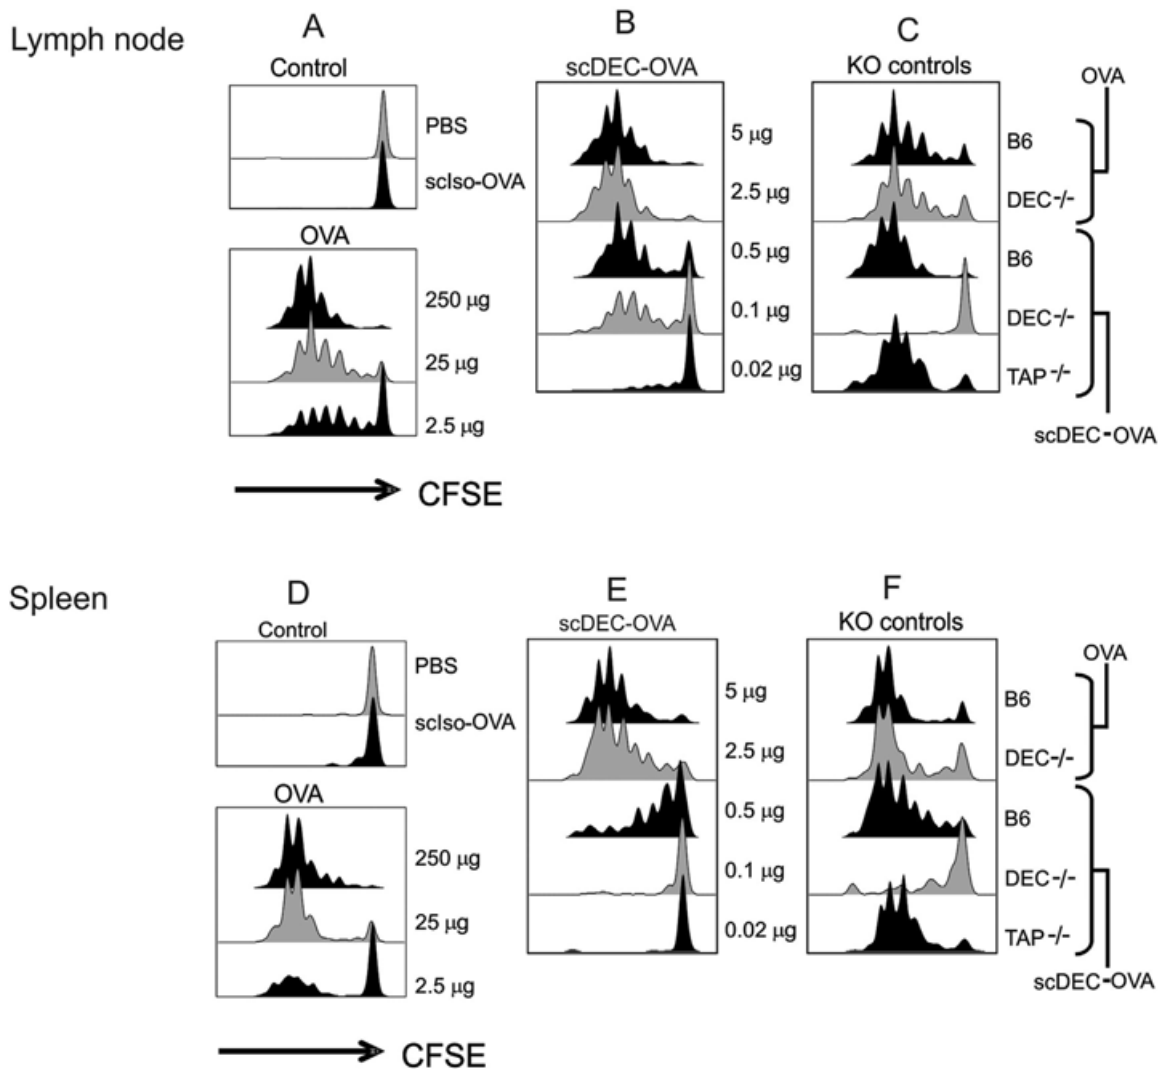 Lymph node
A
Control
PBS
scIso-OVA
OVA
250 µg
25 µg
2.5 µg
CFSE
B
scDEC-OVA
5 µg
2.5 µg
0.5 µg
0.1 µg
0.02 µg
C
KO controls
OVA
B6
DEC-/-
B6
DEC-/-
TAP-/-
scDEC-OVA
Spleen
D
Control
PBS
scIso-OVA
OVA
250 µg
25 µg
2.5 µg
CFSE
E
scDEC-OVA
5 µg
2.5 µg
0.5 µg
0.1 µg
0.02 µg
F
KO controls
OVA
B6
DEC-/-
B6
DEC-/-
TAP-/-
scDEC-OVA